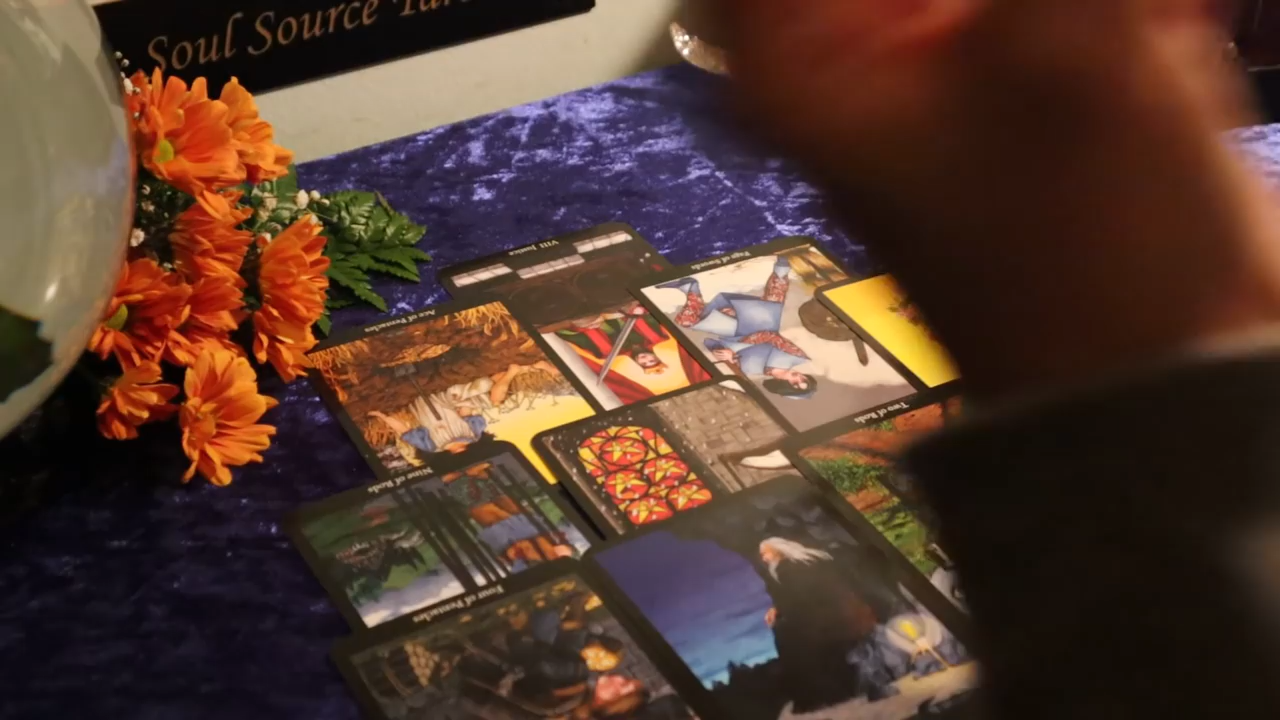 Soul Source
VIII Justice
Page of Swords
Ace of Pentacles
Two of Rods
Nine of Rods
Four of Pentacles